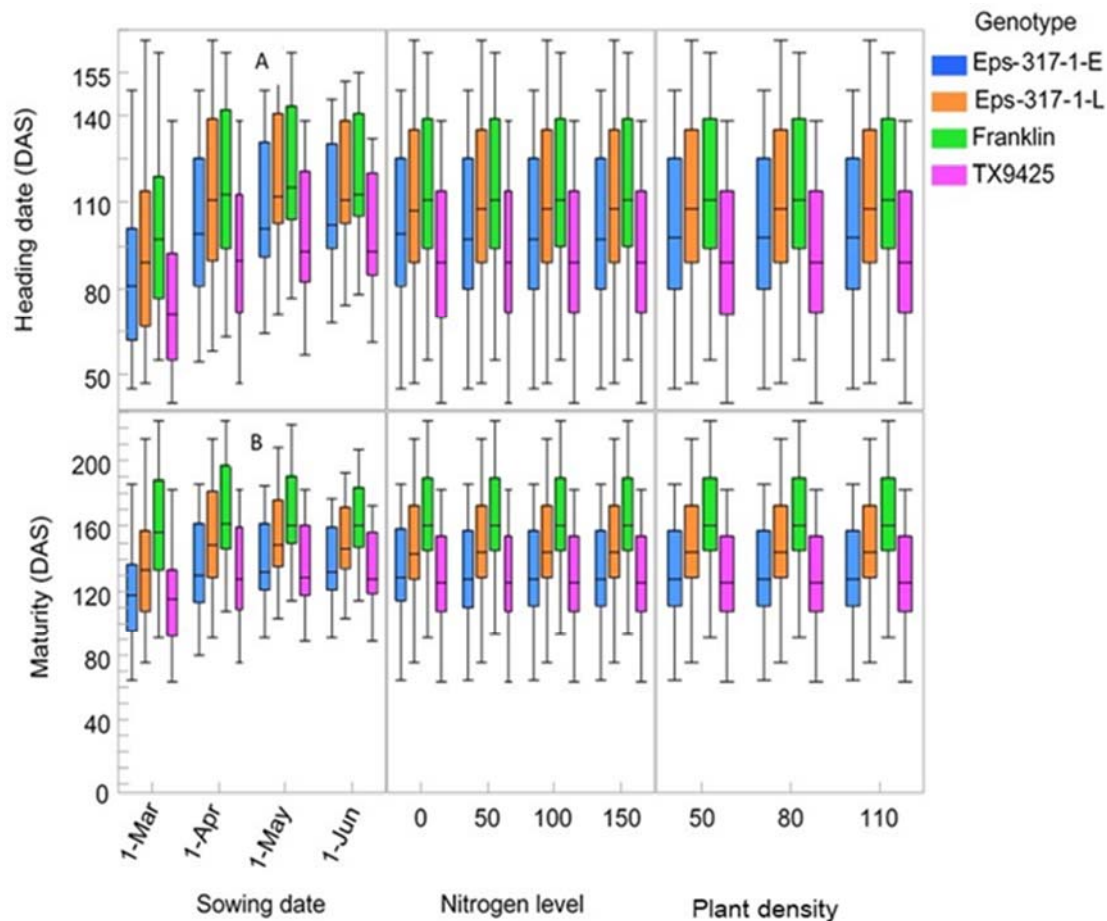 Genotype
Eps-317-1-E
Eps-317-1-L
Franklin
TX9425
A
Heading date (DAS)
155
140
110
80
50
B
Maturity (DAS)
200
160
120
80
40
0
1-Mar 1-Apr 1-May 1-Jun 0 50 100 150 50 80 110
Sowing date Nitrogen level Plant density